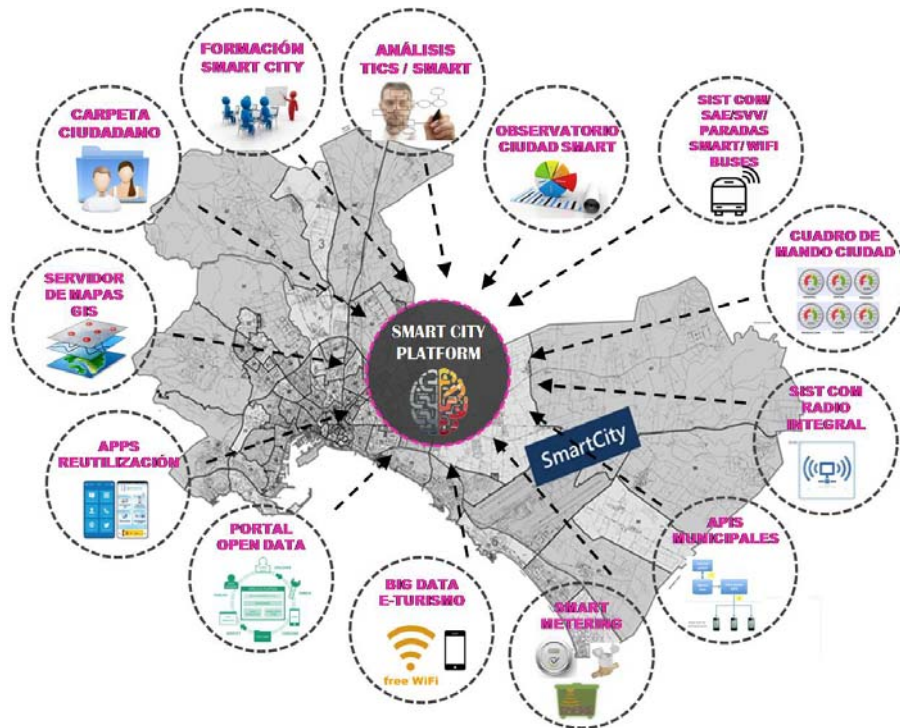 FORMACIÓN
SMART CITY
ANÁLISIS
TICS / SMART
CARPETA
CIUDADANO
OBSERVATORIO
CIUDAD SMART
SIST COM/
SAE/SVV/
PARADAS
SMART/ WIFI
BUSES
CUADRO DE
MANDO CIUDAD
SERVIDOR
DE MAPAS
GIS
3
SMART CITY
PLATFORM
SIST COM
RADIO
INTEGRAL
SmartCity
APPS
REUTILIZACIÓN
PORTAL
OPEN DATA
APIS
MUNICIPALES
BIG DATA
E-TURISMO
free WiFi
SMART
METERING